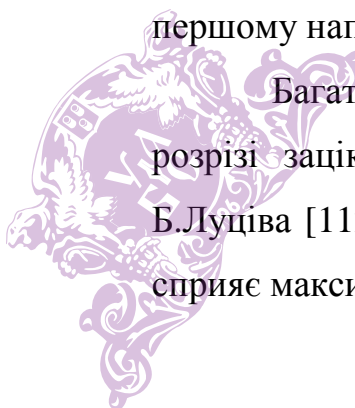 першому нап
Багат
розрізі зацік
Б.Луціва [11
сприяє макси